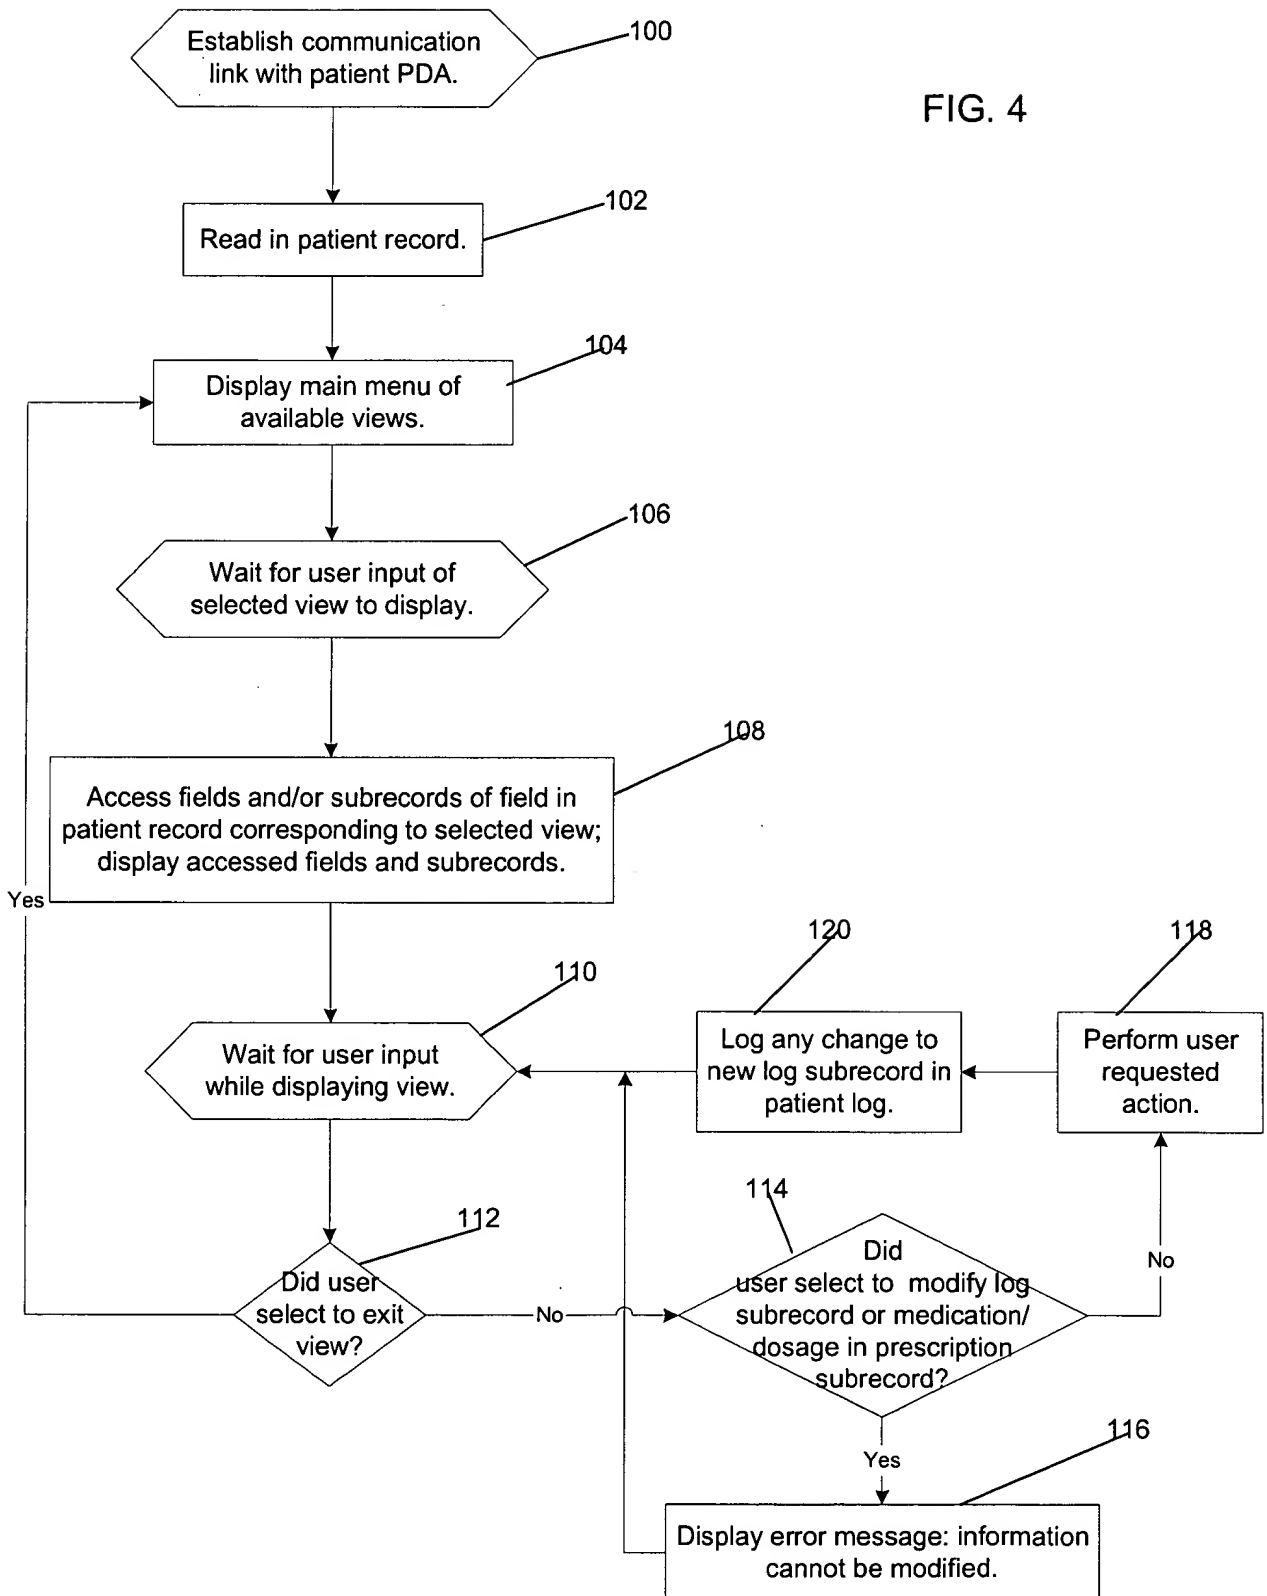 Establish communication
link with patient PDA.
100
FIG. 4
102
Read in patient record.
104
Display main menu of
available views.
106
Wait for user input of
selected view to display.
108
Access fields and/or subrecords of field in
patient record corresponding to selected view;
display accessed fields and subrecords.
Yes
110
Wait for user input
while displaying view.
120
Log any change to
new log subrecord in
patient log.
118
Perform user
requested
action.
112
Did user
select to exit
view?
No
114
Did
user select to modify log
subrecord or medication/
dosage in prescription
subrecord?
No
Yes
116
Display error message: information
cannot be modified.